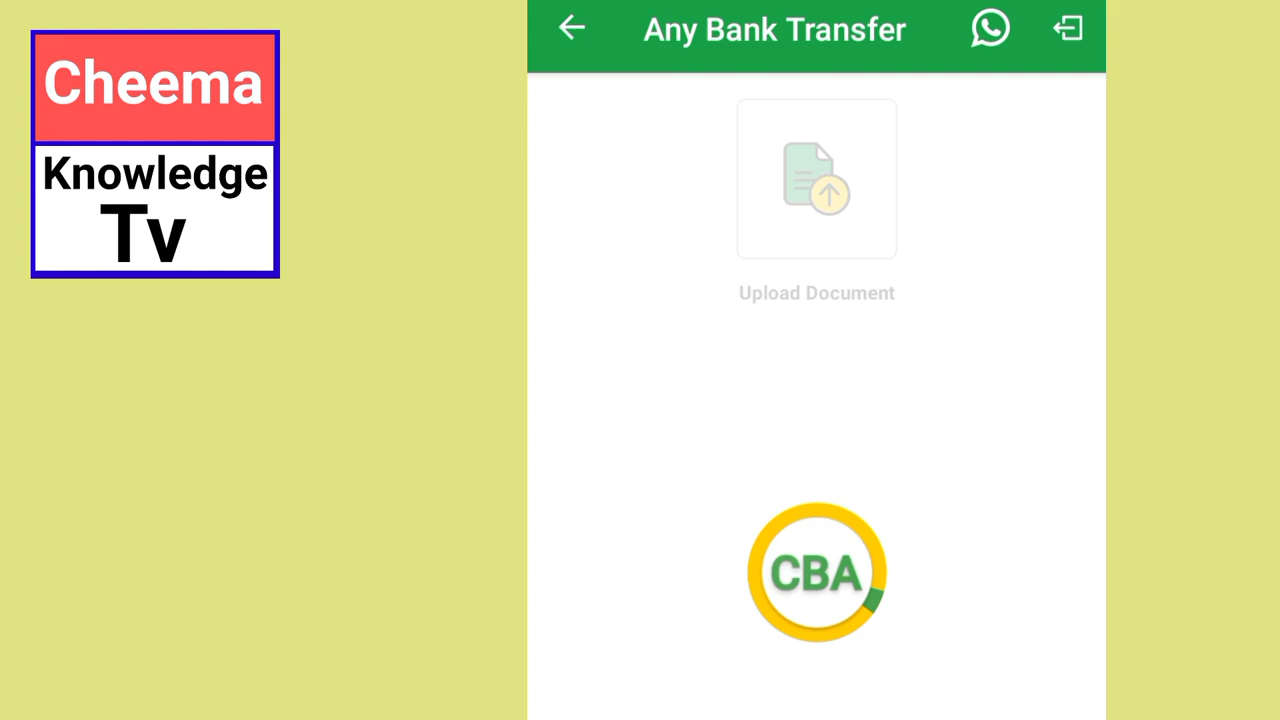 Cheema
Knowledge
Tv
Any Bank Transfer
Upload Document
CBA